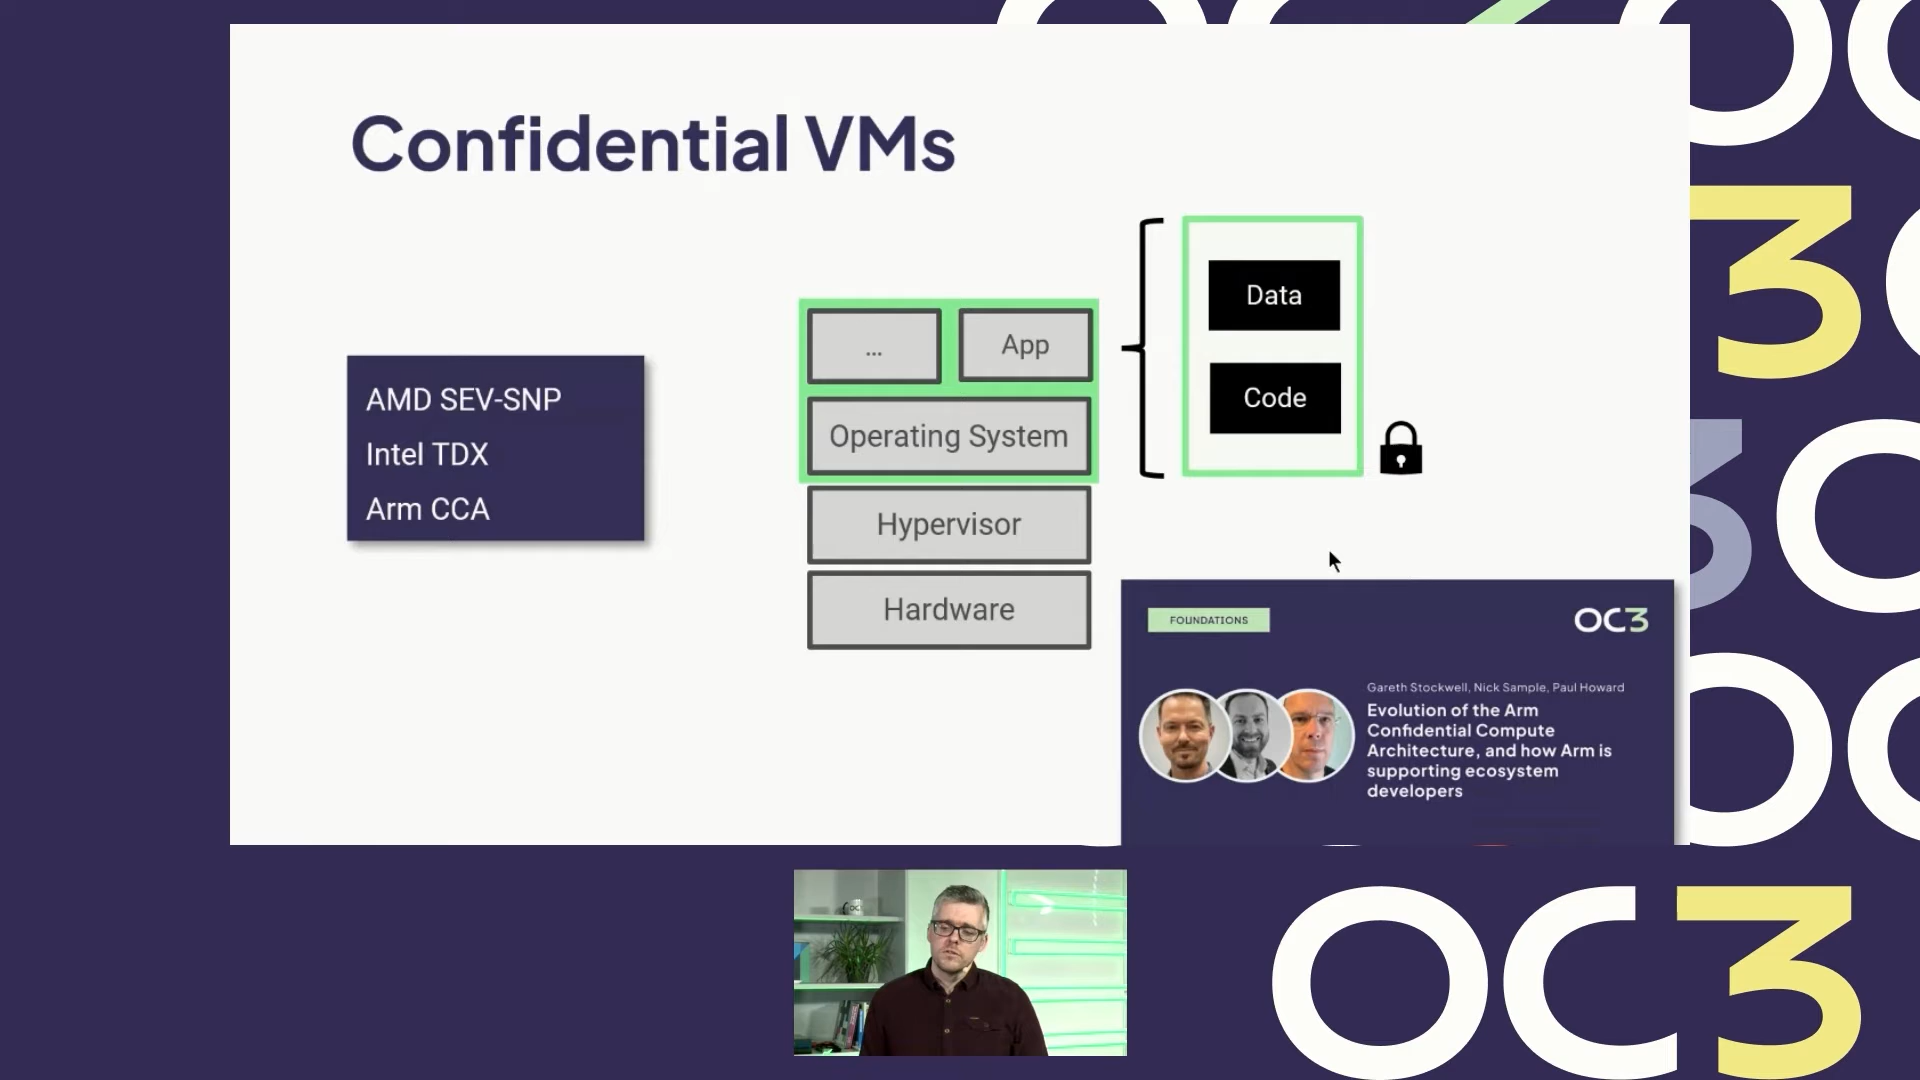 Confidential VMs
AMD SEV-SNP
Intel TDX
Arm CCA
...
App
Operating System
Hypervisor
Hardware
Data
Code
FOUNDATIONS
OC3
Gareth Stockwell, Nick Sample, Paul Howard
Evolution of the Arm
Confidential Compute
Architecture, and how Arm is
supporting ecosystem
developers
OC3